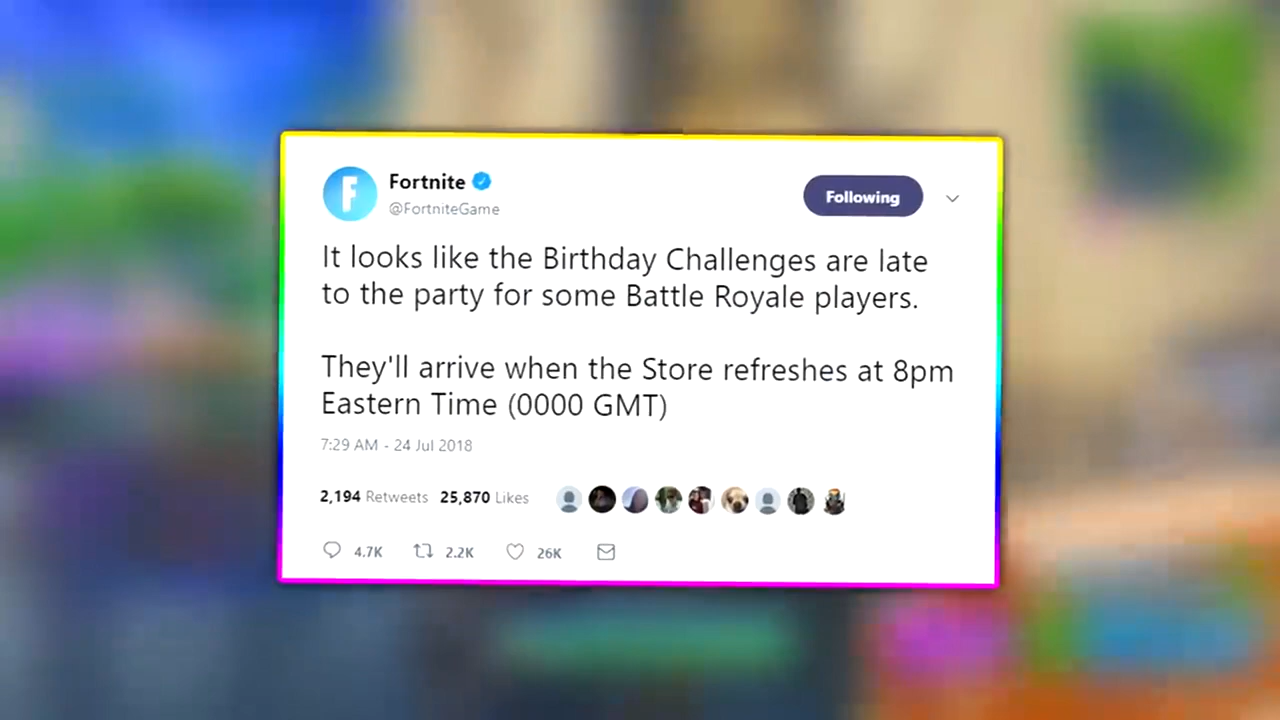 F
Fortnite
@FortniteGame
Following
It looks like the Birthday Challenges are late
to the party for some Battle Royale players.
They'll arrive when the Store refreshes at 8pm
Eastern Time (0000 GMT)
7:29 AM - 24 Jul 2018
2,194 Retweets 25,870 Likes
4.7K 2.2K 26K